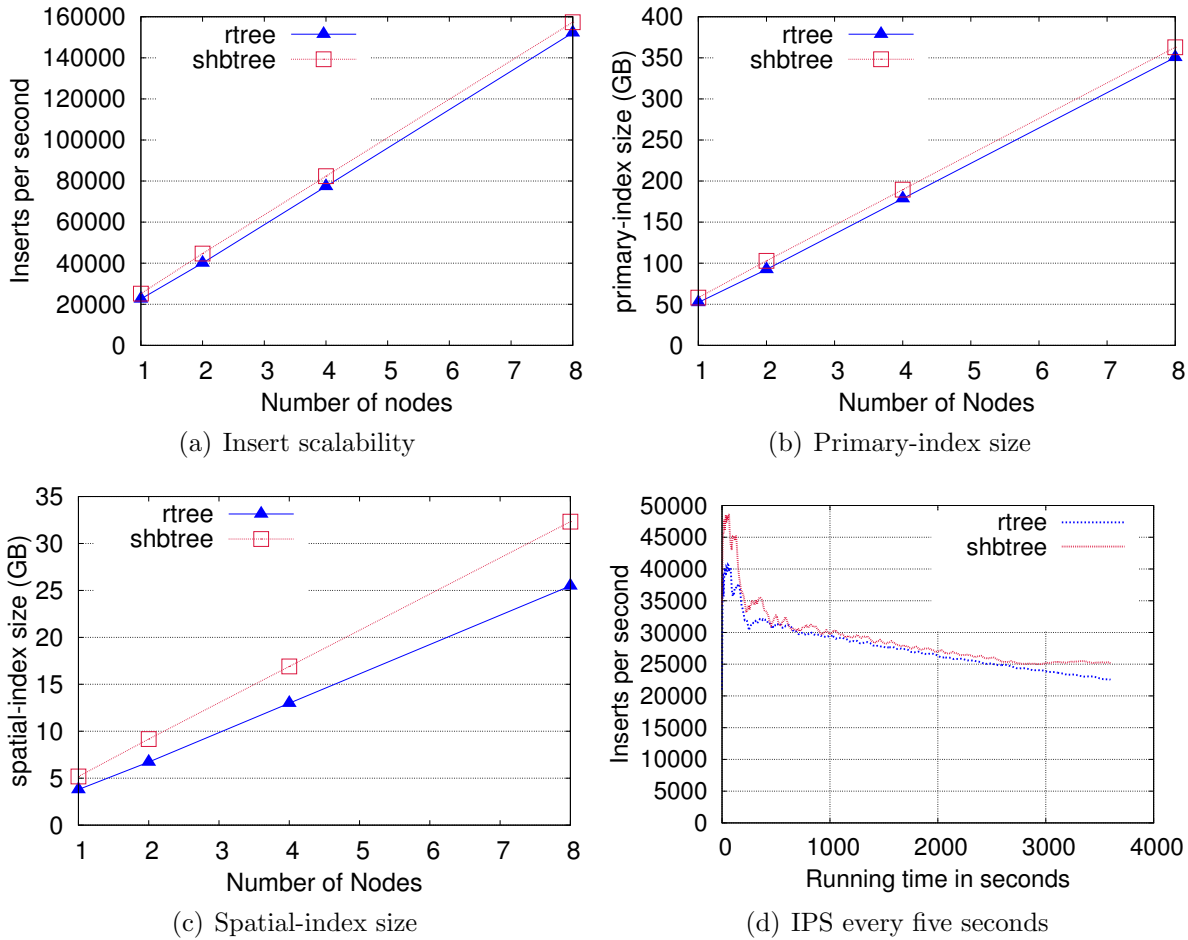 160000
140000
120000
100000
80000
60000
40000
20000
0
Inserts per second
rtree
shbtree
1 2 3 4 5 6 7 8
Number of nodes
(a) Insert scalability
400
350
300
250
200
150
100
50
0
primary-index size (GB)
rtree
shbtree
1 2 3 4 5 6 7 8
Number of Nodes
(b) Primary-index size
35
30
25
20
15
10
5
0
spatial-index size (GB)
rtree
shbtree
1 2 3 4 5 6 7 8
Number of Nodes
(c) Spatial-index size
50000
45000
40000
35000
30000
25000
20000
15000
10000
5000
0
Inserts per second
rtree
shbtree
0 1000 2000 3000 4000
Running time in seconds
(d) IPS every five seconds